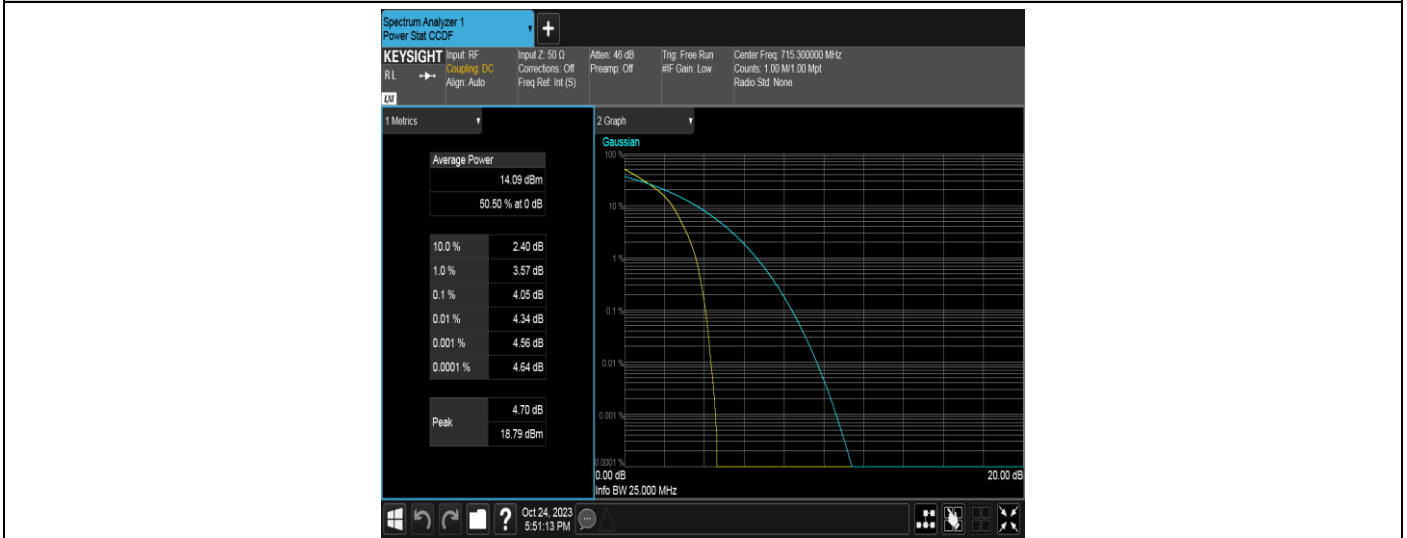 Spectrum Analyzer 1
Power Stat CCDF
+
KEYSIGHT Input: RF
RL
Coupling: DC
Align: Auto
LXI
Input Z: 50 Ω
Corrections: Off
Freq Ref: Int (S)
Atten: 46 dB
Preamp: Off
Trig: Free Run
#IF Gain: Low
Center Freq: 715.300000 MHz
Counts: 1.00 M/1.00 Mpt
Radio Std: None
1 Metrics
Average Power
14.09 dBm
50.50 % at 0 dB
10.0 % 2.40 dB
1.0 % 3.57 dB
0.1 % 4.05 dB
0.01 % 4.34 dB
0.001 % 4.56 dB
0.0001 % 4.64 dB
Peak
4.70 dB
18.79 dBm
2 Graph
Gaussian
100 %
10 %
1 %
0.1 %
0.01 %
0.001 %
0.0001 %
0.00 dB 20.00 dB
Info BW 25.000 MHz
?
Oct 24, 2023
5:51:13 PM